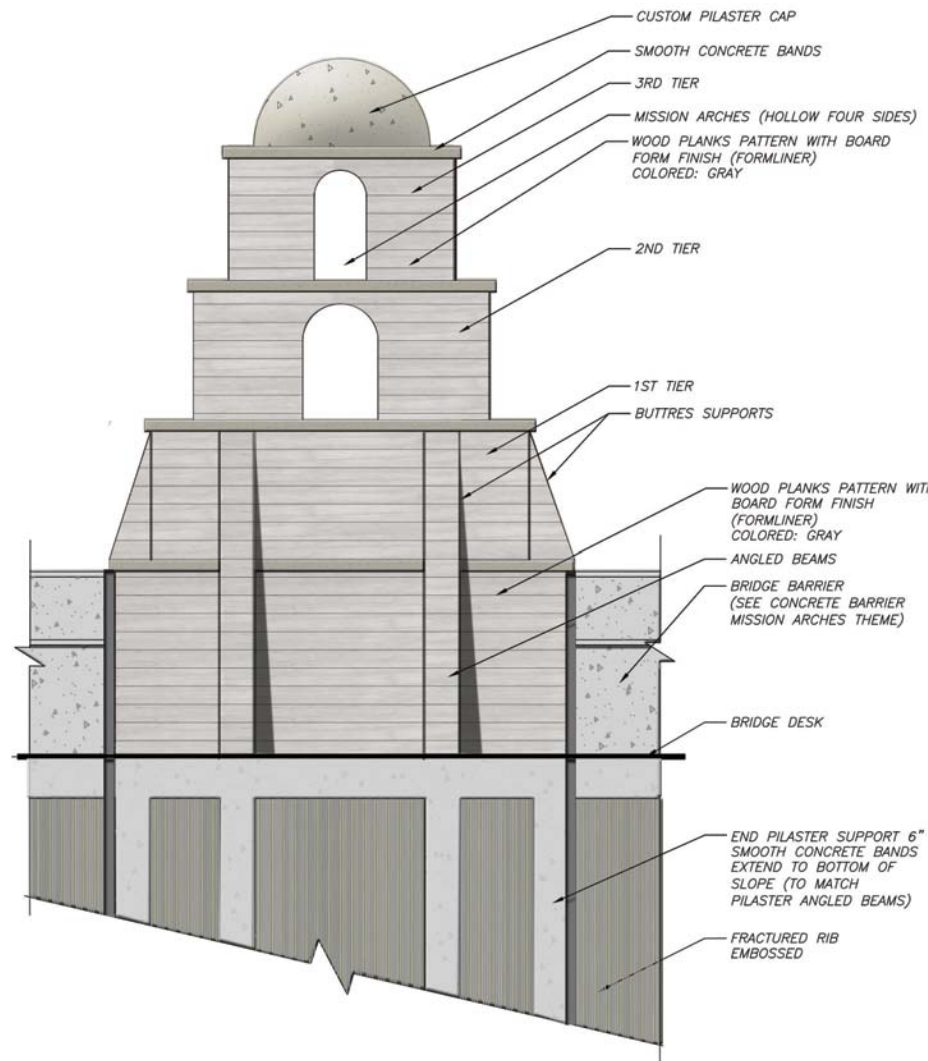 CUSTOM PILASTER CAP
SMOOTH CONCRETE BANDS
3RD TIER
MISSION ARCHES (HOLLOW FOUR SIDES)
WOOD PLANKS PATTERN WITH BOARD
FORM FINISH (FORMLINER)
COLORED: GRAY
2ND TIER
1ST TIER
BUTTRES SUPPORTS
WOOD PLANKS PATTERN WITH
BOARD FORM FINISH
(FORMLINER)
COLORED: GRAY
ANGLED BEAMS
BRIDGE BARRIER
(SEE CONCRETE BARRIER
MISSION ARCHES THEME)
BRIDGE DESK
END PILASTER SUPPORT 6"
SMOOTH CONCRETE BANDS
EXTEND TO BOTTOM OF
SLOPE (TO MATCH
PILASTER ANGLED BEAMS)
FRACTURED RIB
EMBOSSED